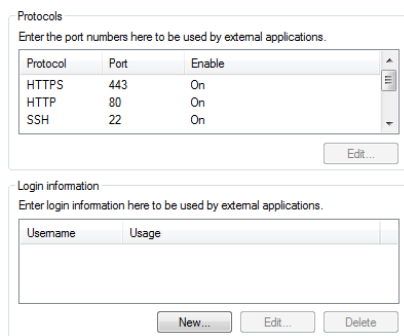 Protocols
Enter the port numbers here to be used by external applications.
Protocol Port Enable
HTTPS 443 On
HTTP 80 On
SSH 22 On
Edit...
Login information
Enter login information here to be used by external applications.
Username Usage
New... Edit... Delete